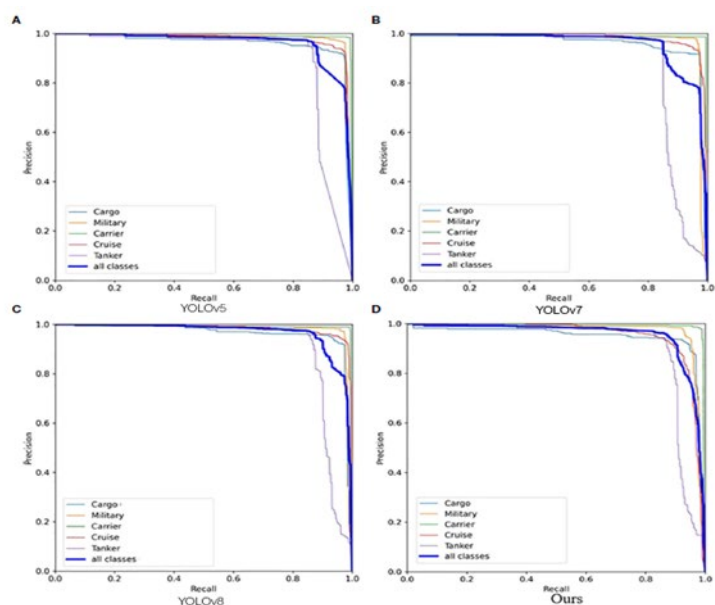 A
1.0
0.8
0.6
0.4
0.2
0.0
Precision
Cargo
Military
Carrier
Cruise
Tanker
all classes
0.0 0.2 0.4 0.6 0.8 1.0
Recall
YOLOv5
B
1.0
0.8
0.6
0.4
0.2
0.0
Precision
Cargo
Military
Carrier
Cruise
Tanker
all classes
0.0 0.2 0.4 0.6 0.8 1.0
Recall
YOLOv7
C
1.0
0.8
0.6
0.4
0.2
0.0
Precision
Cargo
Military
Carrier
Cruise
Tanker
all classes
0.0 0.2 0.4 0.6 0.8 1.0
Recall
YOLOv8
D
1.0
0.8
0.6
0.4
0.2
0.0
Precision
Cargo
Military
Carrier
Cruise
Tanker
all classes
0.0 0.2 0.4 0.6 0.8 1.0
Recall
Ours